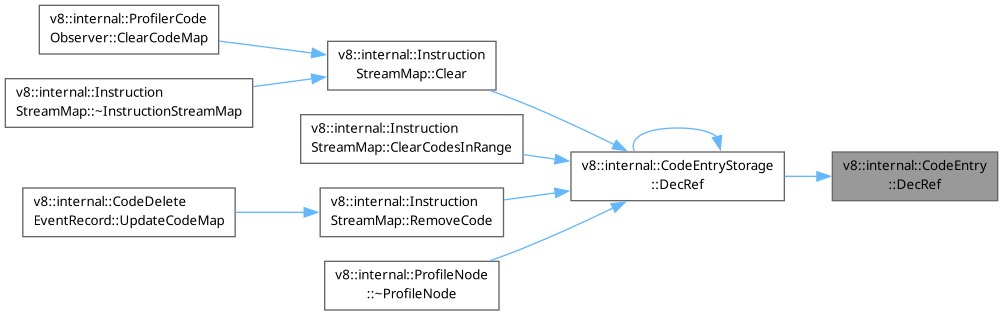 v8::internal::ProfilerCode
Observer::ClearCodeMap
v8::internal::Instruction
StreamMap::~InstructionStreamMap
v8::internal::Instruction
StreamMap::Clear
v8::internal::Instruction
StreamMap::ClearCodesInRange
v8::internal::CodeDelete
EventRecord::UpdateCodeMap
v8::internal::Instruction
StreamMap::RemoveCode
v8::internal::ProfileNode
::~ProfileNode
v8::internal::CodeEntryStorage
::DecRef
v8::internal::CodeEntry
::DecRef